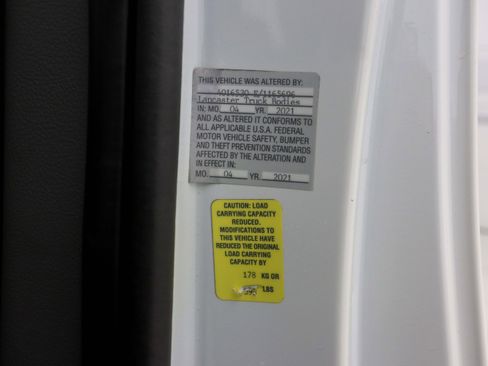 THIS VEHICLE WAS ALTERED BY:
4016530 E/1165696
Lancaster Truck Bodies
IN: MO. 04 YR. 2021
AND AS ALTERED IT CONFORMS TO
ALL APPLICABLE U.S.A. FEDERAL
MOTOR VEHICLE SAFETY, BUMPER
AND THEFT PREVENTION STANDARDS
AFFECTED BY THE ALTERATION AND
IN EFFECT IN:
MO. 04 YR. 2021
CAUTION: LOAD
CARRYING CAPACITY
REDUCED.
MODIFICATIONS TO
THIS VEHICLE HAVE
REDUCED THE ORIGINAL
LOAD CARRYING
CAPACITY BY
178 KG OR
LBS